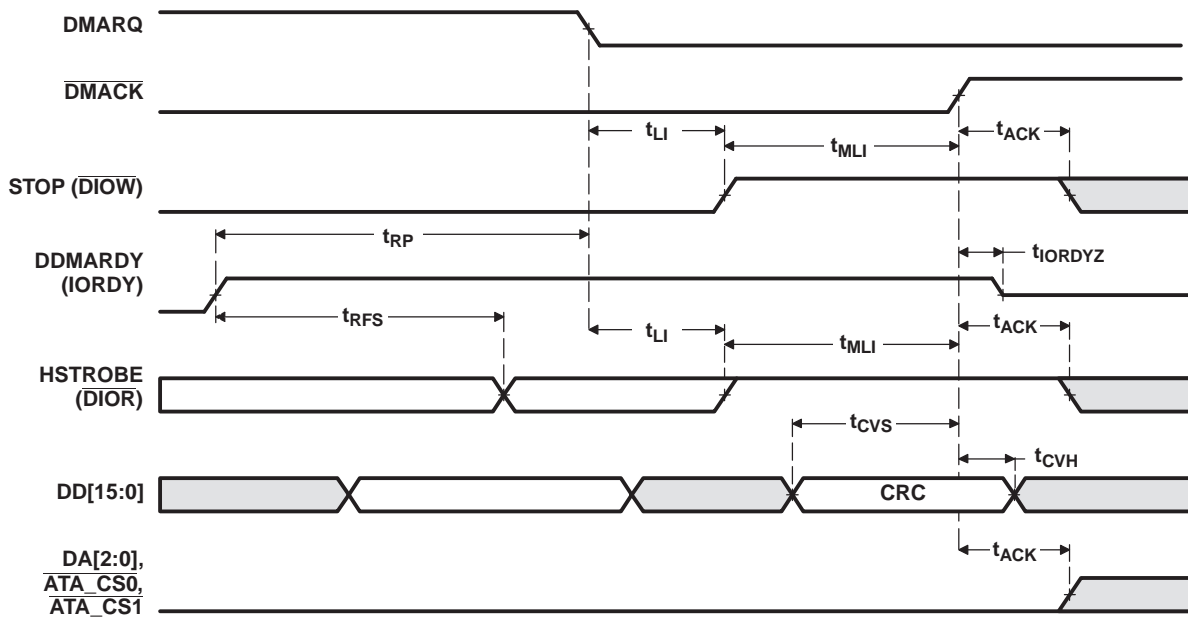 DMARQ
DMACK
tLI
tMLI
tACK
STOP (DIOW)
tRP
tIORDYZ
DDMARDY
(IORDY)
tRFS
tLI
tMLI
tACK
HSTROBE
(DIOR)
tCVS
tCVH
DD[15:0]
CRC
tACK
DA[2:0],
ATA_CS0,
ATA_CS1